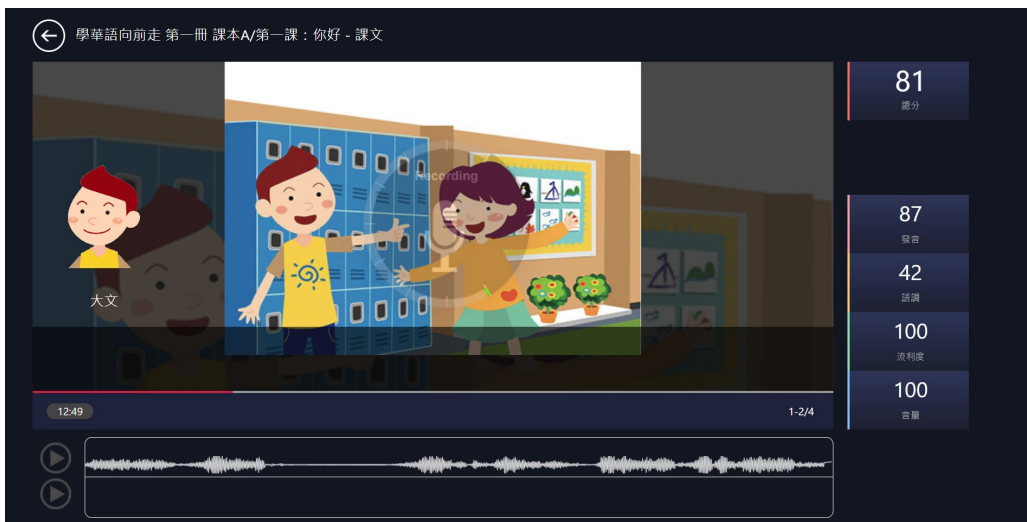 學華語向前走 第一冊 課本A/第一課：你好 - 課文
81
總分
Recording
大文
87
發音
42
語調
100
流利度
100
音量
12:49
1-2/4